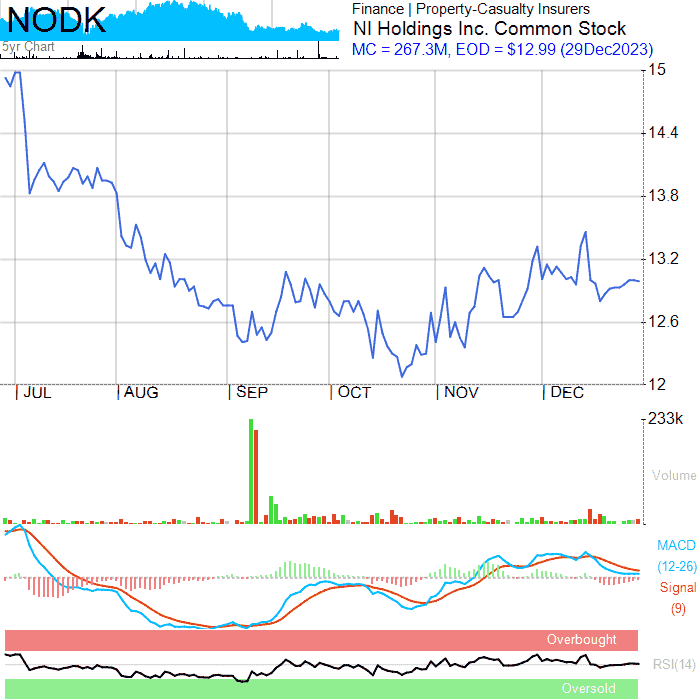 NODK
5yr Chart
Finance | Property-Casualty Insurers
NI Holdings Inc. Common Stock
MC = 267.3M, EOD = $12.99 (29Dec2023)
15
14.4
13.8
13.2
12.6
12
JUL AUG SEP OCT NOV DEC
233k
Volume
MACD
(12-26)
Signal
(9)
Overbought
RSI(14)
Oversold